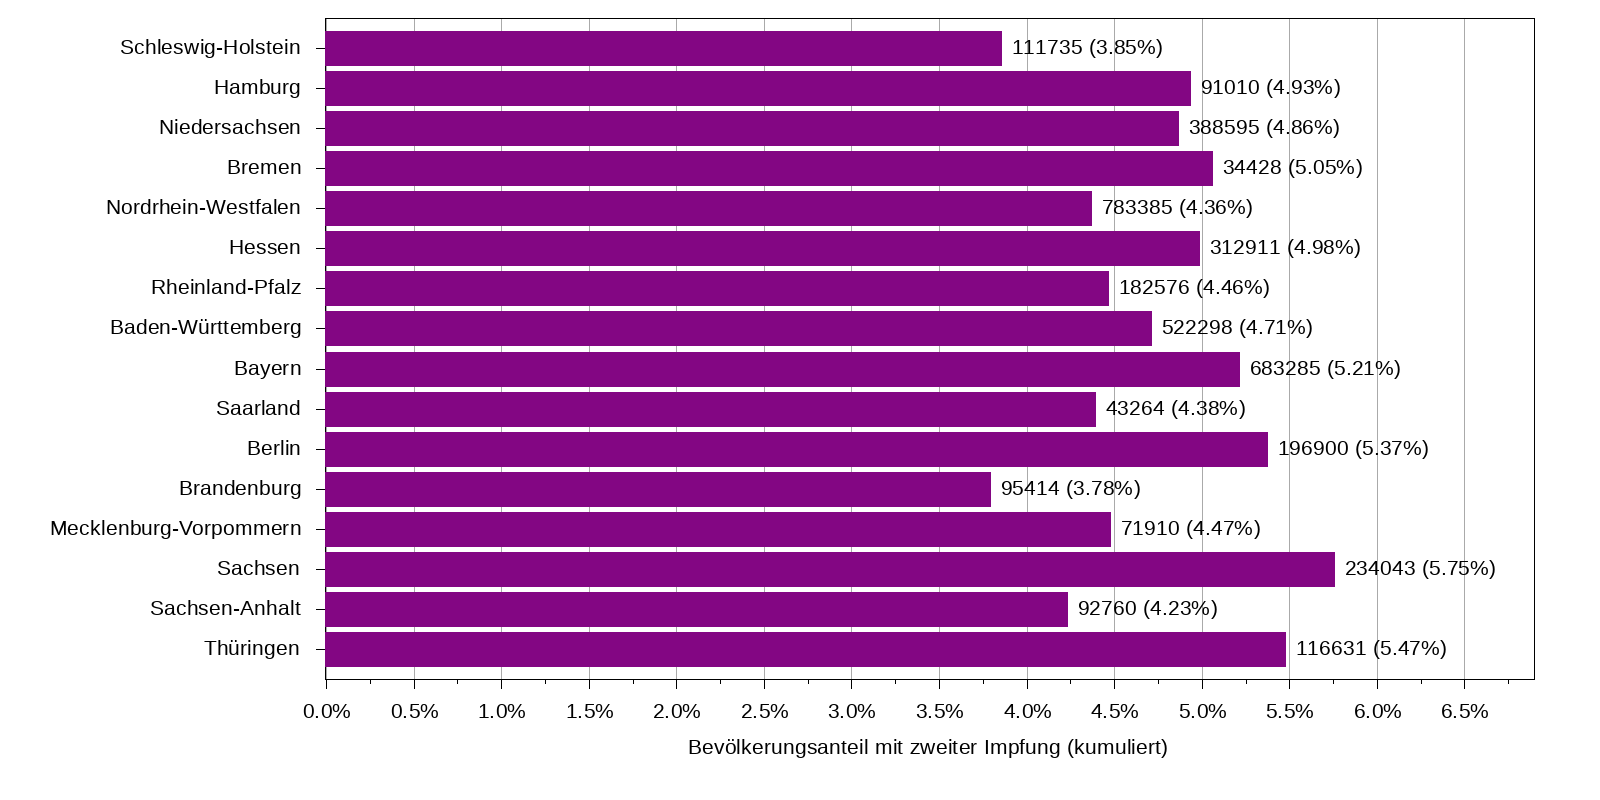 Schleswig-Holstein 111735 (3.85%)
Hamburg 91010 (4.93%)
Niedersachsen 388595 (4.86%)
Bremen 34428 (5.05%)
Nordrhein-Westfalen 783385 (4.36%)
Hessen 312911 (4.98%)
Rheinland-Pfalz 182576 (4.46%)
Baden-Württemberg 522298 (4.71%)
Bayern 683285 (5.21%)
Saarland 43264 (4.38%)
Berlin 196900 (5.37%)
Brandenburg 95414 (3.78%)
Mecklenburg-Vorpommern 71910 (4.47%)
Sachsen 234043 (5.75%)
Sachsen-Anhalt 92760 (4.23%)
Thüringen 116631 (5.47%)
0.0% 0.5% 1.0% 1.5% 2.0% 2.5% 3.0% 3.5% 4.0% 4.5% 5.0% 5.5% 6.0% 6.5%
Bevölkerungsanteil mit zweiter Impfung (kumuliert)